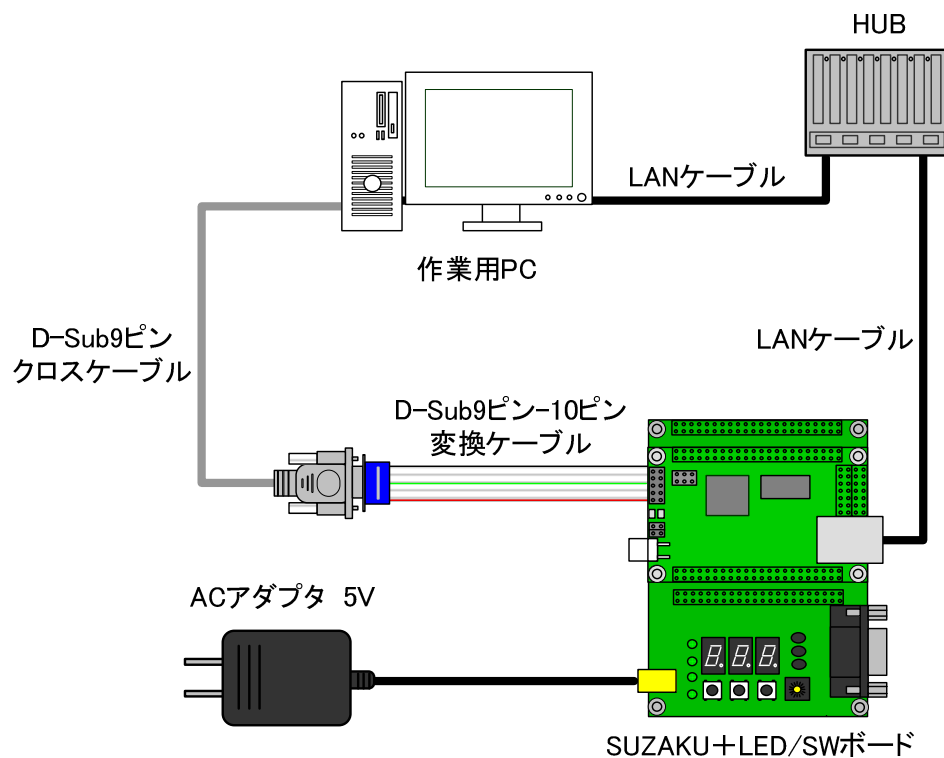 HUB
LANケーブル
作業用PC
D-Sub9ピン
クロスケーブル
LANケーブル
D-Sub9ピン-10ピン
変換ケーブル
ACアダプタ 5V
SUZAKU+LED/SWボード